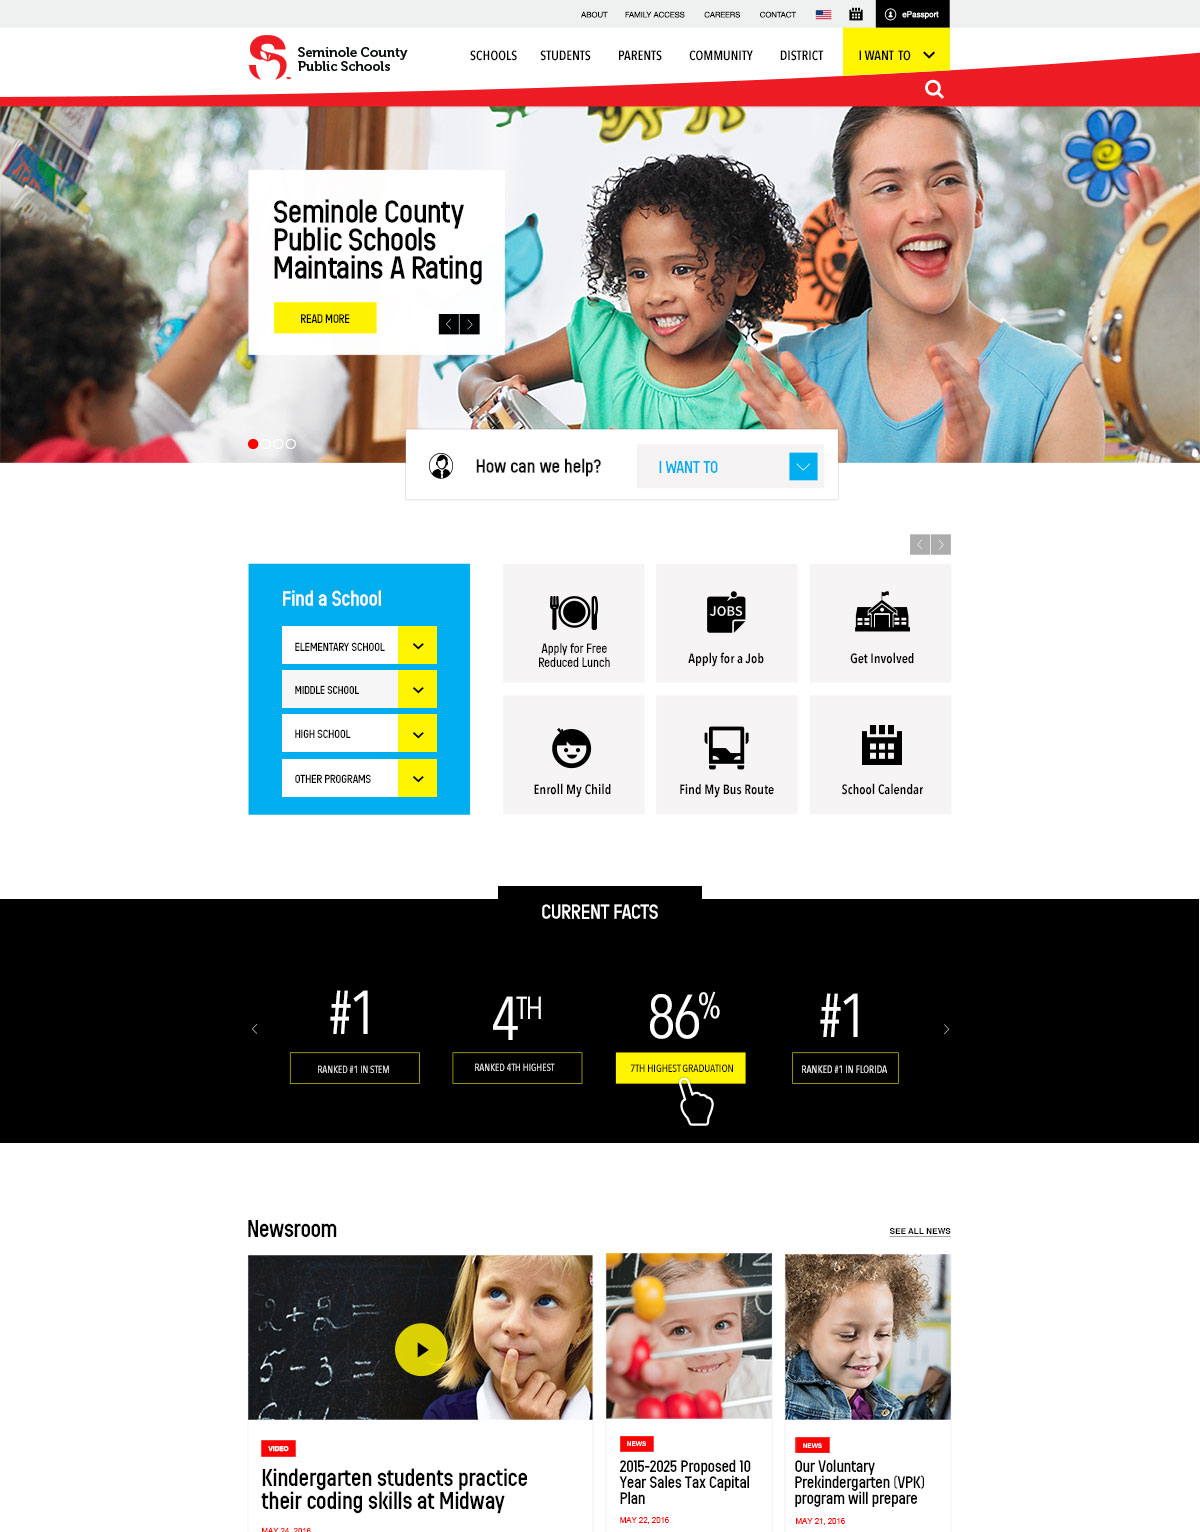 ABOUT
FAMILY ACCESS
CAREERS
CONTACT
ePassport
Seminole County
Public Schools
SCHOOLS
STUDENTS
PARENTS
COMMUNITY
DISTRICT
I WANT TO
Seminole County
Public Schools
Maintains A Rating
READ MORE
How can we help?
I WANT TO
Find a School
ELEMENTARY SCHOOL
MIDDLE SCHOOL
HIGH SCHOOL
OTHER PROGRAMS
Apply for Free
Reduced Lunch
JOBS
Apply for a Job
Get Involved
Enroll My Child
Find My Bus Route
School Calendar
CURRENT FACTS
#1
RANKED #1 IN STEM
4TH
RANKED 4TH HIGHEST
86%
7TH HIGHEST GRADUATION
#1
RANKED #1 IN FLORIDA
Newsroom
SEE ALL NEWS
2+2=
5-3=
VIDEO
Kindergarten students practice
their coding skills at Midway
MAY 24, 2016
NEWS
2015-2025 Proposed 10
Year Sales Tax Capital
Plan
MAY 22, 2016
NEWS
Our Voluntary
Prekindergarten (VPK)
program will prepare
MAY 21, 2016